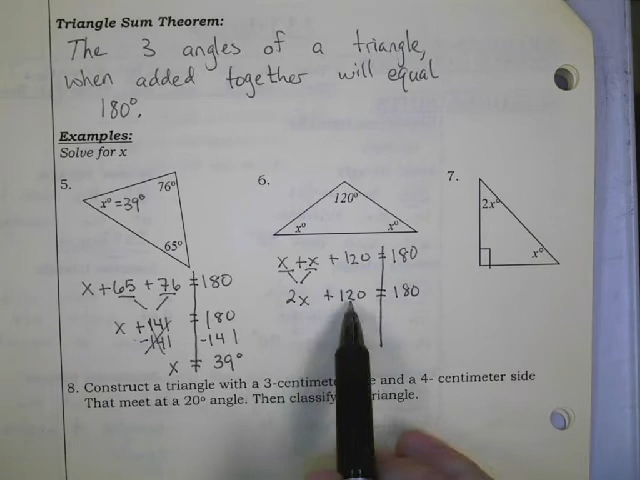 Triangle Sum Theorem:
The 3 angles of a triangle,
when added together will equal
180°.
Examples:
Solve for x
5.
76°
x° = 39°
65°
x + 65 + 76 = 180
x + 141 = 180
-141 -141
x = 39°
6.
120°
x° x°
x + x + 120 = 180
2x + 120 = 180
7.
2x°
x°
8. Construct a triangle with a 3-centimeter and a 4- centimeter side
That meet at a 20° angle. Then classify triangle.